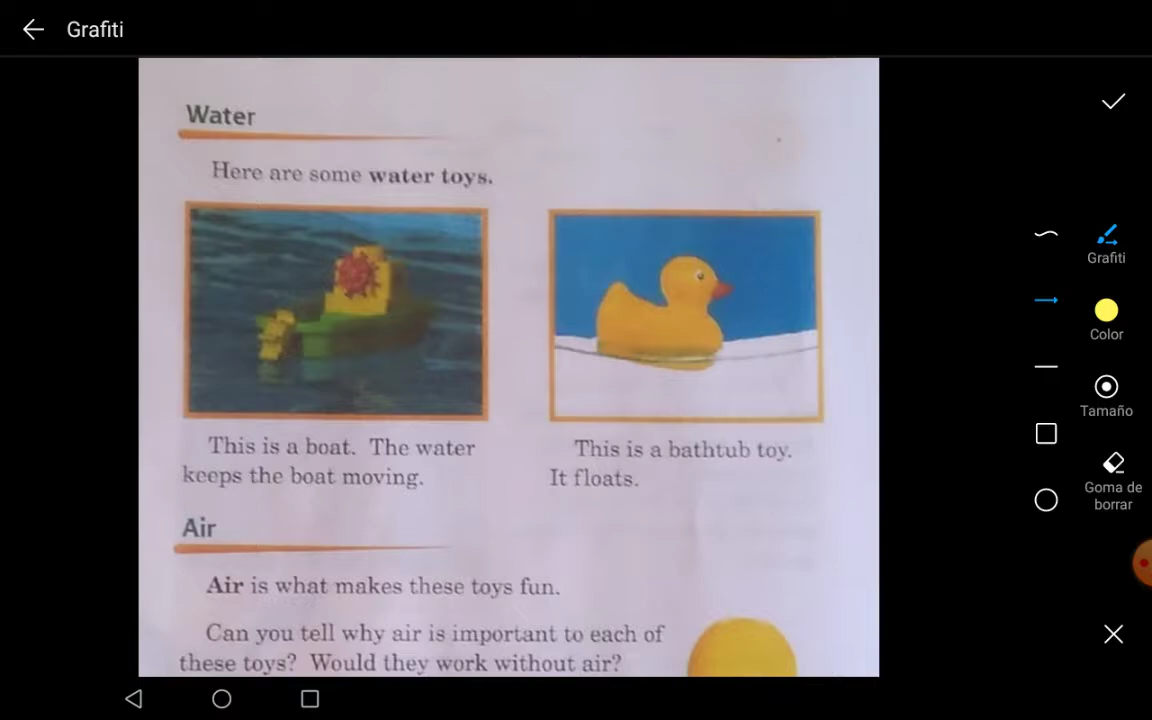 Grafiti
Water
Here are some water toys.
This is a boat. The water
keeps the boat moving.
This is a bathtub toy.
It floats.
Air
Air is what makes these toys fun.
Can you tell why air is important to each of
these toys? Would they work without air?
Grafiti
Color
Tamaño
Goma de
borrar